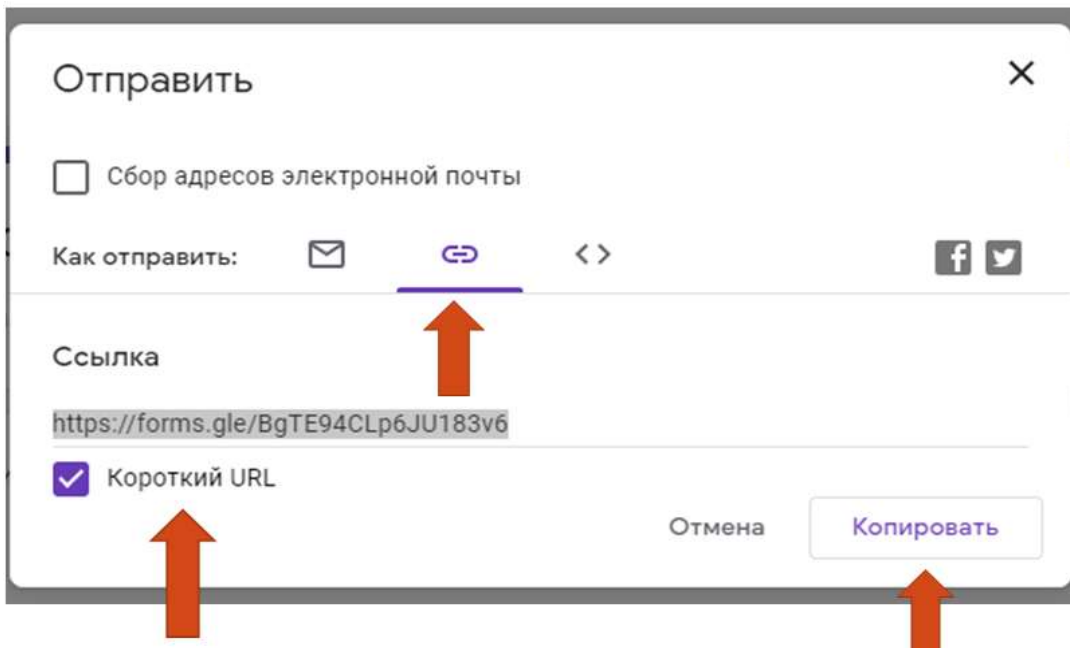 Отправить
Сбор адресов электронной почты
Как отправить:
Ссылка
https://forms.gle/BgTE94CLp6JU183v6
Короткий URL
Отмена Копировать